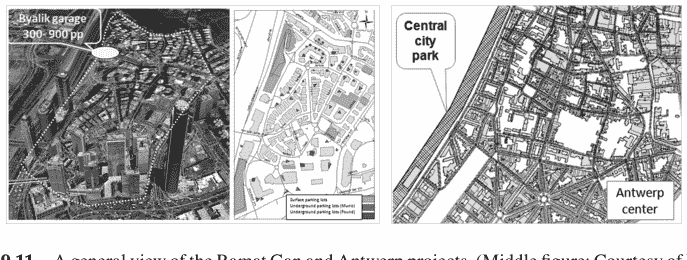 Byalik garage
300- 900 pp
Surface parking lots
Underground parking lots (Munic)
Underground parking lots (Found)
Central
city
park
Antwerp
center
9.11 A general view of the Ramat Gan and Antwerp projects. (Middle figure: Courtesy of